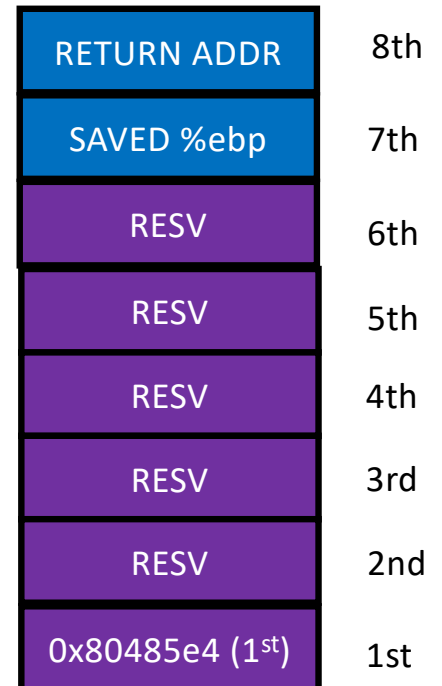 RETURN ADDR 8th
SAVED %ebp 7th
RESV 6th
RESV 5th
RESV 4th
RESV 3rd
RESV 2nd
0x80485e4 (1st) 1st